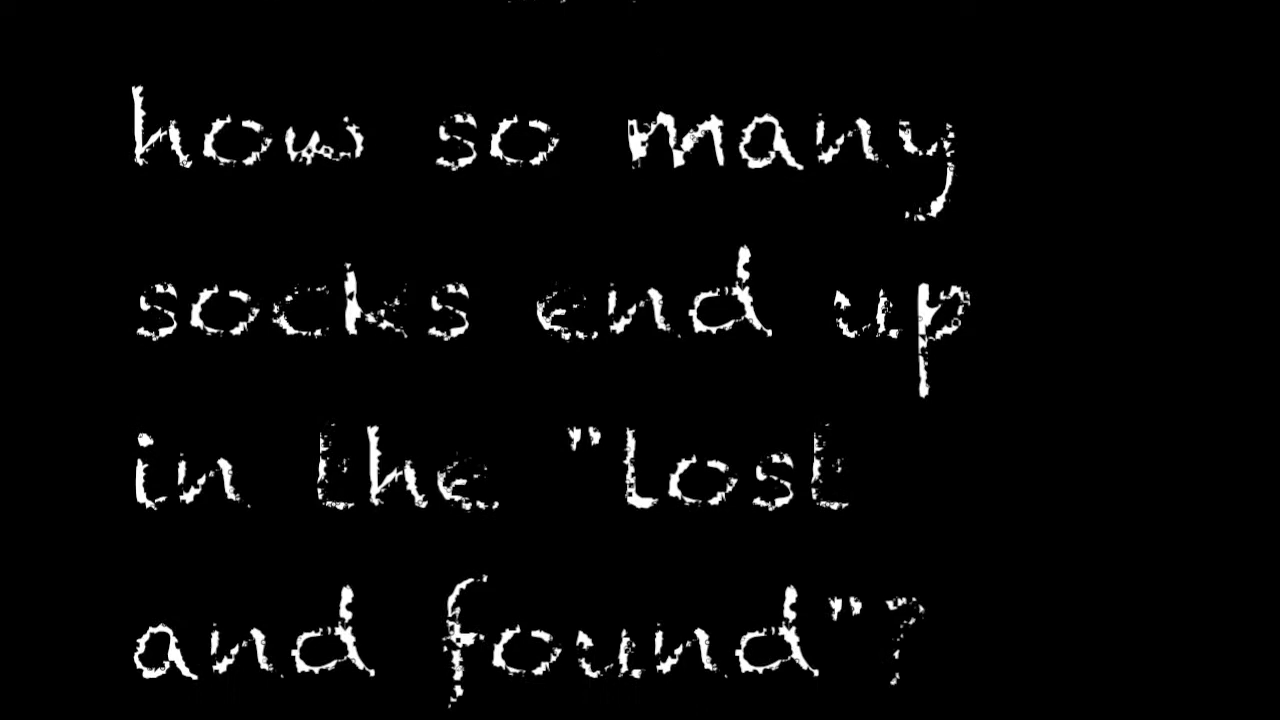 how so many
socks end up
in the "lost
and found"?